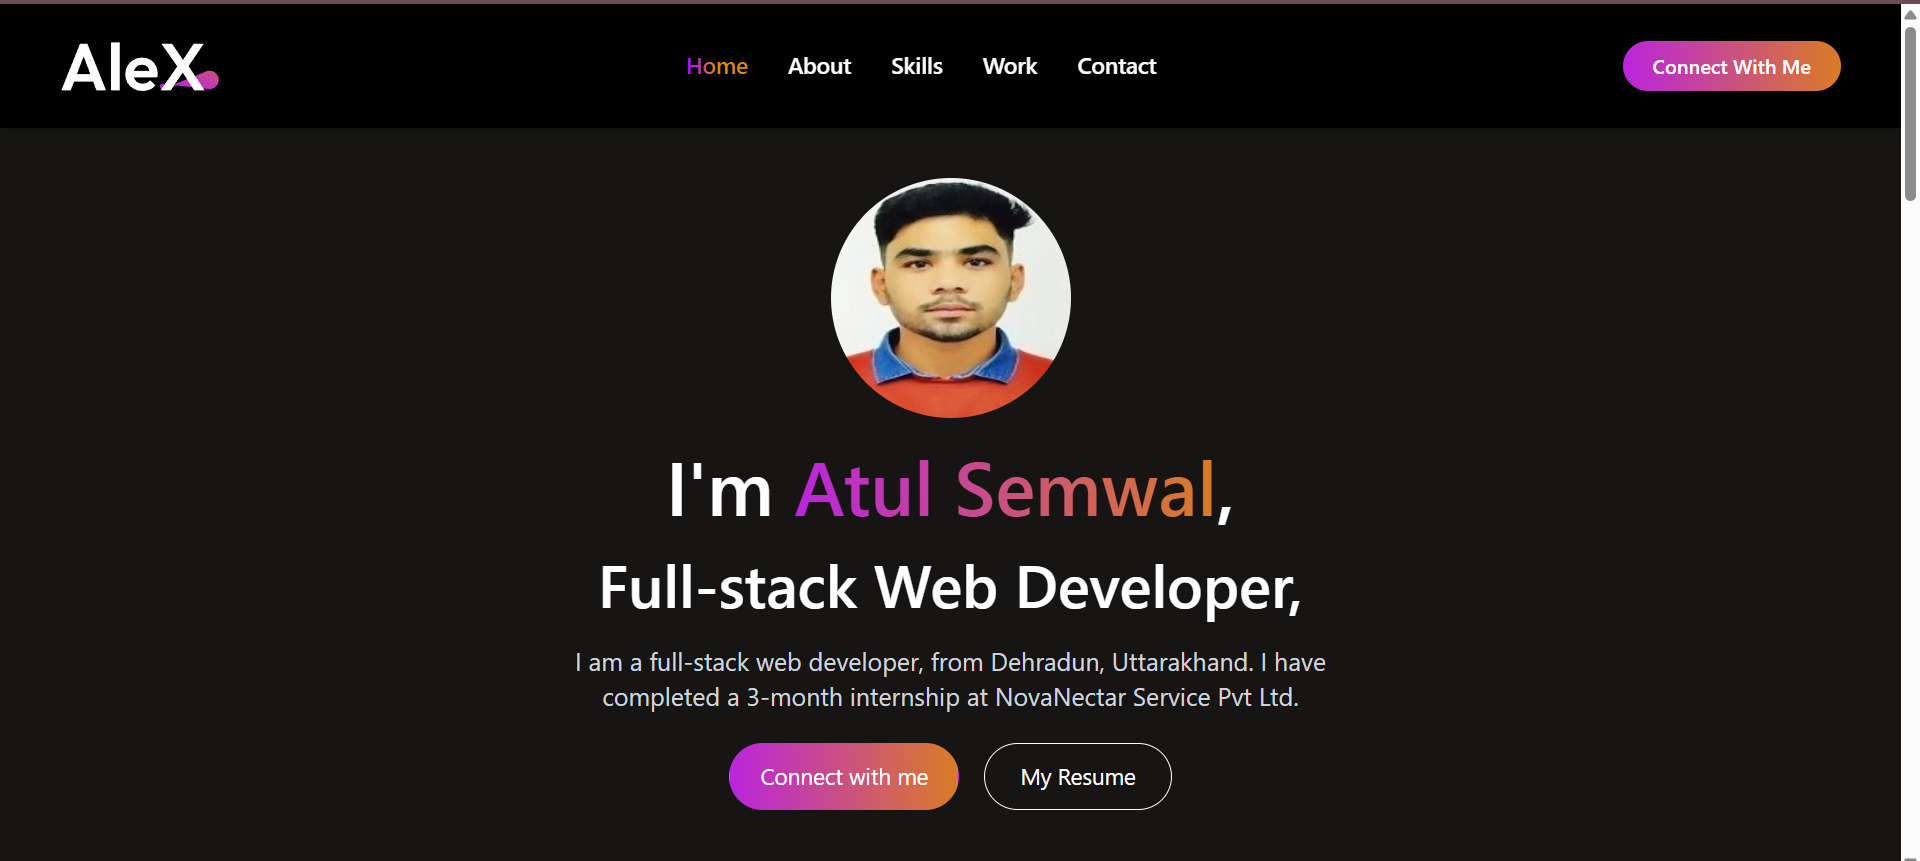 AleX
Home About Skills Work Contact
Connect With Me
I'm Atul Semwal,
Full-stack Web Developer,
I am a full-stack web developer, from Dehradun, Uttarakhand. I have
completed a 3-month internship at NovaNectar Service Pvt Ltd.
Connect with me
My Resume